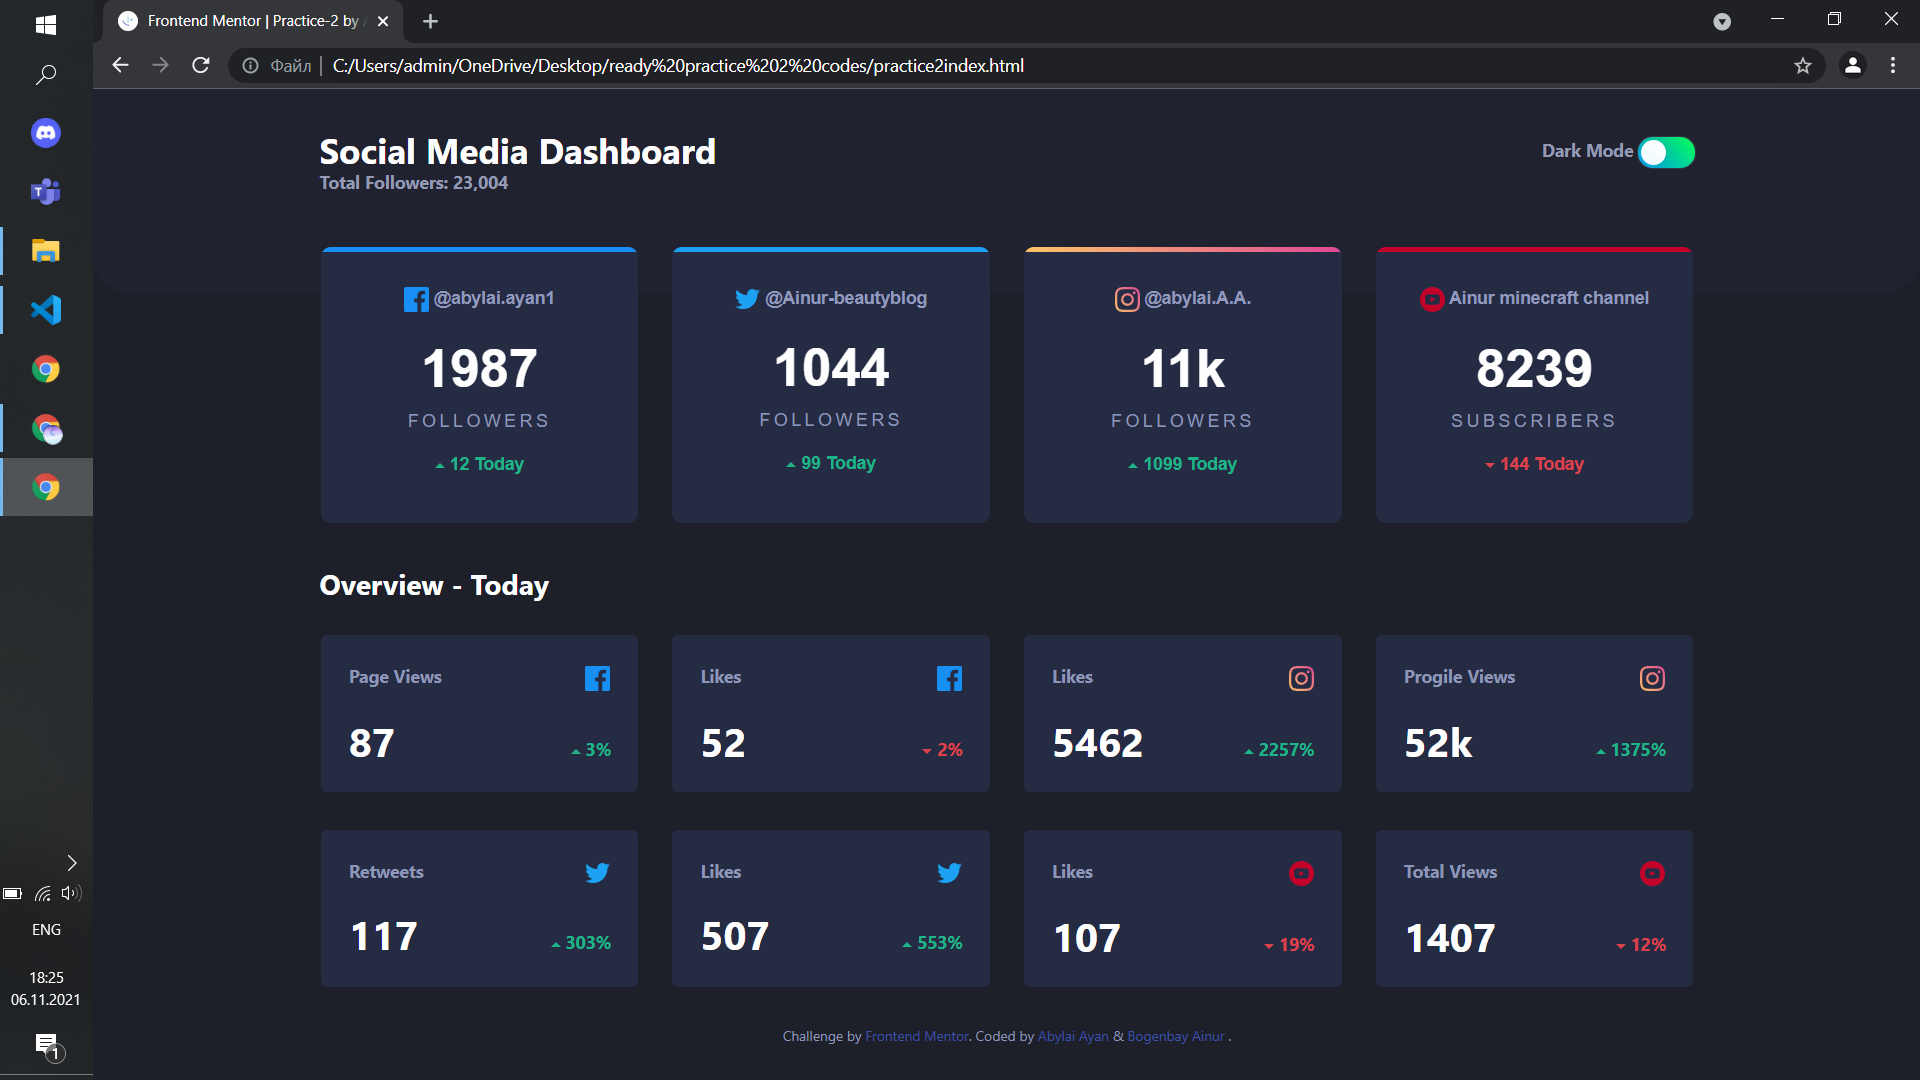 Frontend Mentor | Practice-2 by
Файл | C:/Users/admin/OneDrive/Desktop/ready%20practice%202%20codes/practice2index.html
Social Media Dashboard
Total Followers: 23,004
Dark Mode
@abylai.ayan1
1987
FOLLOWERS
12 Today
@Ainur-beautyblog
1044
FOLLOWERS
99 Today
@abylai.A.A.
11k
FOLLOWERS
1099 Today
Ainur minecraft channel
8239
SUBSCRIBERS
144 Today
Overview - Today
Page Views
87
3%
Likes
52
2%
Likes
5462
2257%
Progile Views
52k
1375%
Retweets
117
303%
Likes
507
553%
Likes
107
19%
Total Views
1407
12%
Challenge by Frontend Mentor. Coded by Abylai Ayan & Bogenbay Ainur .
ENG
18:25
06.11.2021
1